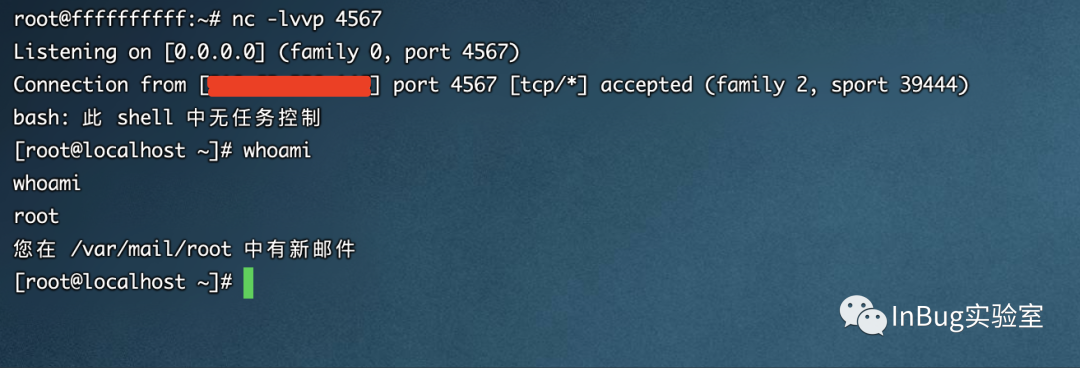 root@ffffffffff:~# nc -lvvp 4567
Listening on [0.0.0.0] (family 0, port 4567)
Connection from [] port 4567 [tcp/*] accepted (family 2, sport 39444)
bash: 此 shell 中无任务控制
[root@localhost ~]# whoami
whoami
root
您在 /var/mail/root 中有新邮件
[root@localhost ~]#
InBug实验室